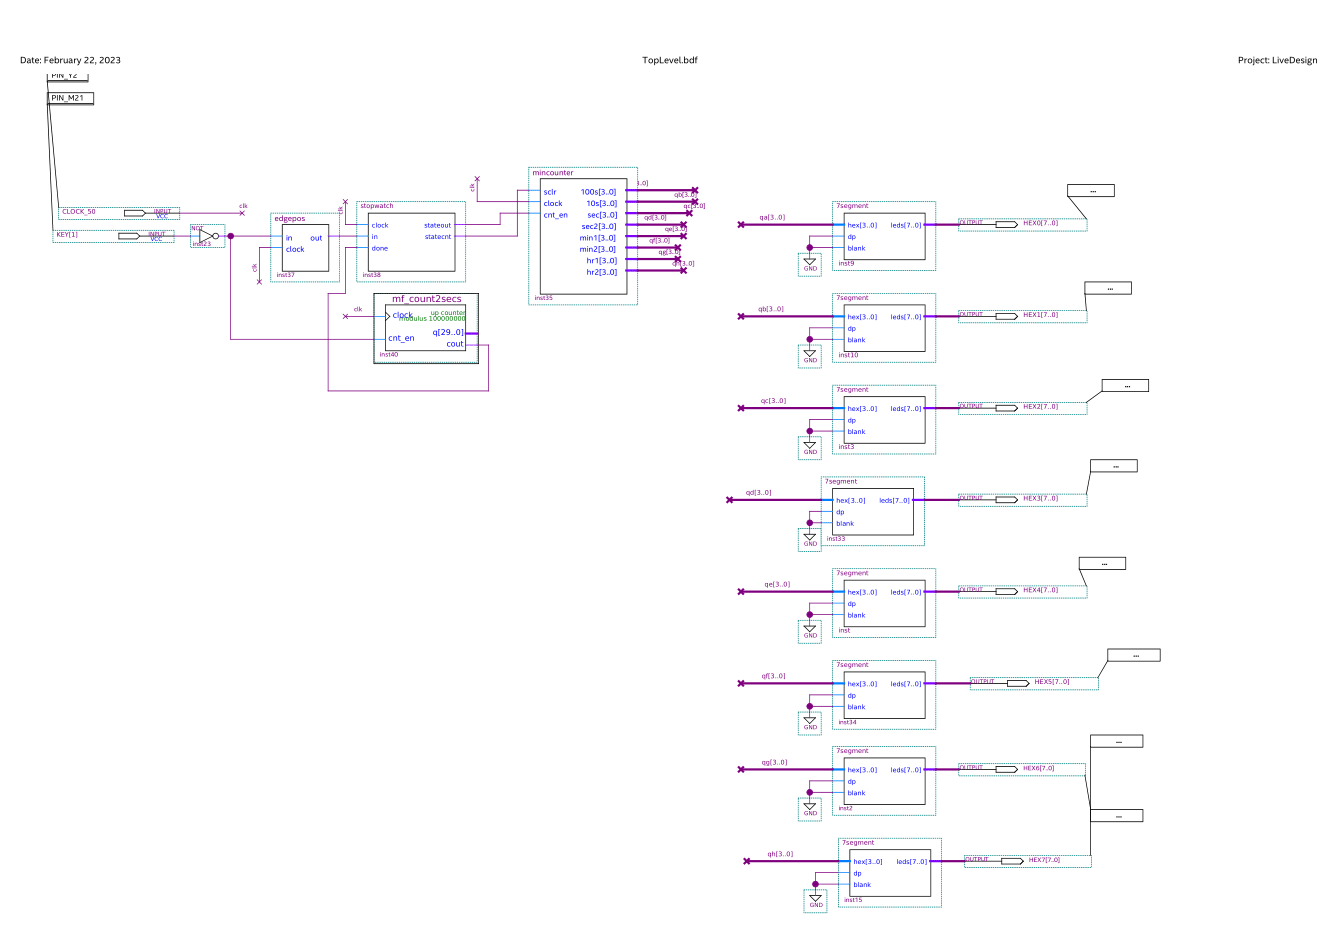 Date: February 22, 2023
TopLevel.bdf
Project: LiveDesign
PIN_Y2
PIN_M21
CLOCK_50
INPUT
VCC
clk
KEY[1]
INPUT
VCC
NOT
inst23
edgepos
in
out
clock
inst37
clk
clk
stopwatch
clock
in
done
stateout
statecnt
inst38
clk
mf_count2secs
clock
up counter
modulus 100000000
cnt_en
q[29..0]
cout
inst40
clk
mincounter
sclr
clock
cnt_en
100s[3..0]
10s[3..0]
sec[3..0]
sec2[3..0]
min1[3..0]
min2[3..0]
hr1[3..0]
hr2[3..0]
inst35
qb[3..0]
qc[3..0]
qd[3..0]
qe[3..0]
qf[3..0]
qg[3..0]
qh[3..0]
...
qa[3..0]
7segment
hex[3..0]
leds[7..0]
dp
blank
inst9
GND
OUTPUT
HEX0[7..0]
...
qb[3..0]
7segment
hex[3..0]
leds[7..0]
dp
blank
inst10
GND
OUTPUT
HEX1[7..0]
...
qc[3..0]
7segment
hex[3..0]
leds[7..0]
dp
blank
inst3
GND
OUTPUT
HEX2[7..0]
...
qd[3..0]
7segment
hex[3..0]
leds[7..0]
dp
blank
inst33
GND
OUTPUT
HEX3[7..0]
...
qe[3..0]
7segment
hex[3..0]
leds[7..0]
dp
blank
inst
GND
OUTPUT
HEX4[7..0]
...
qf[3..0]
7segment
hex[3..0]
leds[7..0]
dp
blank
inst34
GND
OUTPUT
HEX5[7..0]
...
qg[3..0]
7segment
hex[3..0]
leds[7..0]
dp
blank
inst2
GND
OUTPUT
HEX6[7..0]
...
qh[3..0]
7segment
hex[3..0]
leds[7..0]
dp
blank
inst15
GND
OUTPUT
HEX7[7..0]